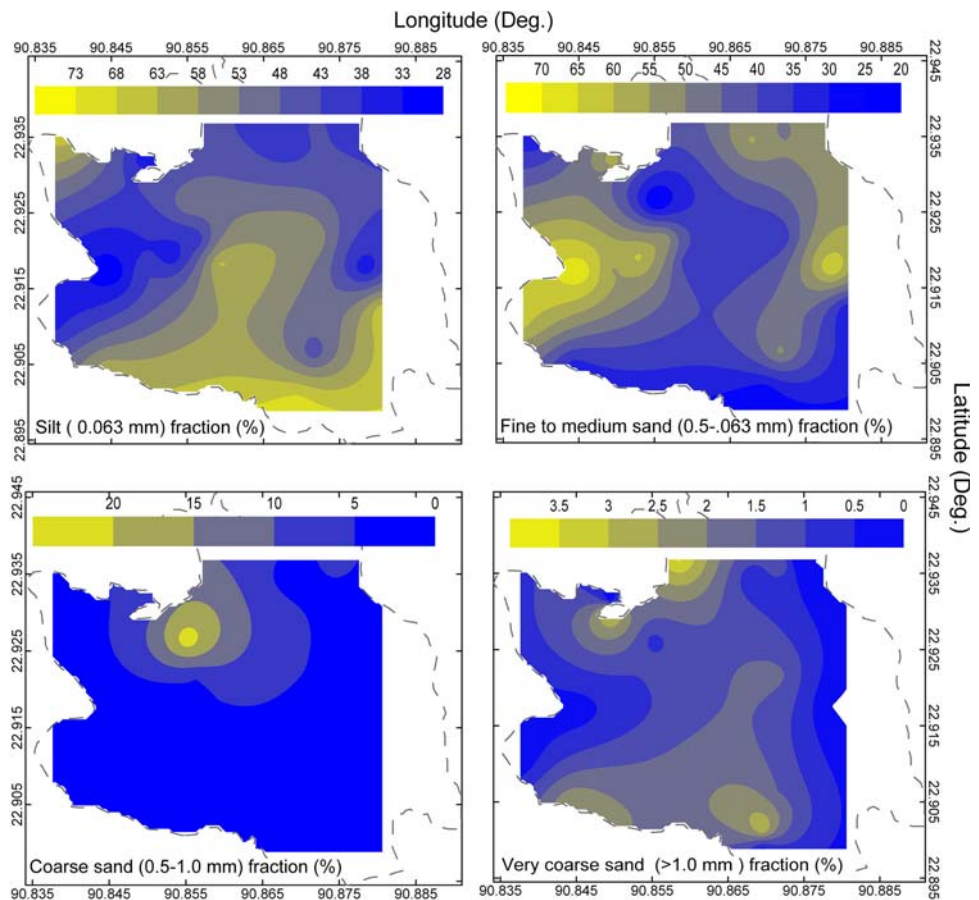 Longitude (Deg.)
90.835 90.845 90.855 90.865 90.875 90.885
90.835 90.845 90.855 90.865 90.875 90.885
73 68 63 58 53 48 43 38 33 28
70 65 60 55 50 45 40 35 30 25 20
22.935
22.925
22.915
22.905
22.895
22.945
22.935
22.925
22.915
22.905
22.895
Silt ( 0.063 mm) fraction (%)
Fine to medium sand (0.5-.063 mm) fraction (%)
Latitude (Deg.)
20 15 10 5 0
3.5 3 2.5 2 1.5 1 0.5 0
22.945
22.935
22.925
22.915
22.905
22.945
22.935
22.925
22.915
22.905
22.895
Coarse sand (0.5-1.0 mm) fraction (%)
Very coarse sand (>1.0 mm ) fraction (%)
90.835 90.845 90.855 90.865 90.875 90.885
90.835 90.845 90.855 90.865 90.875 90.885